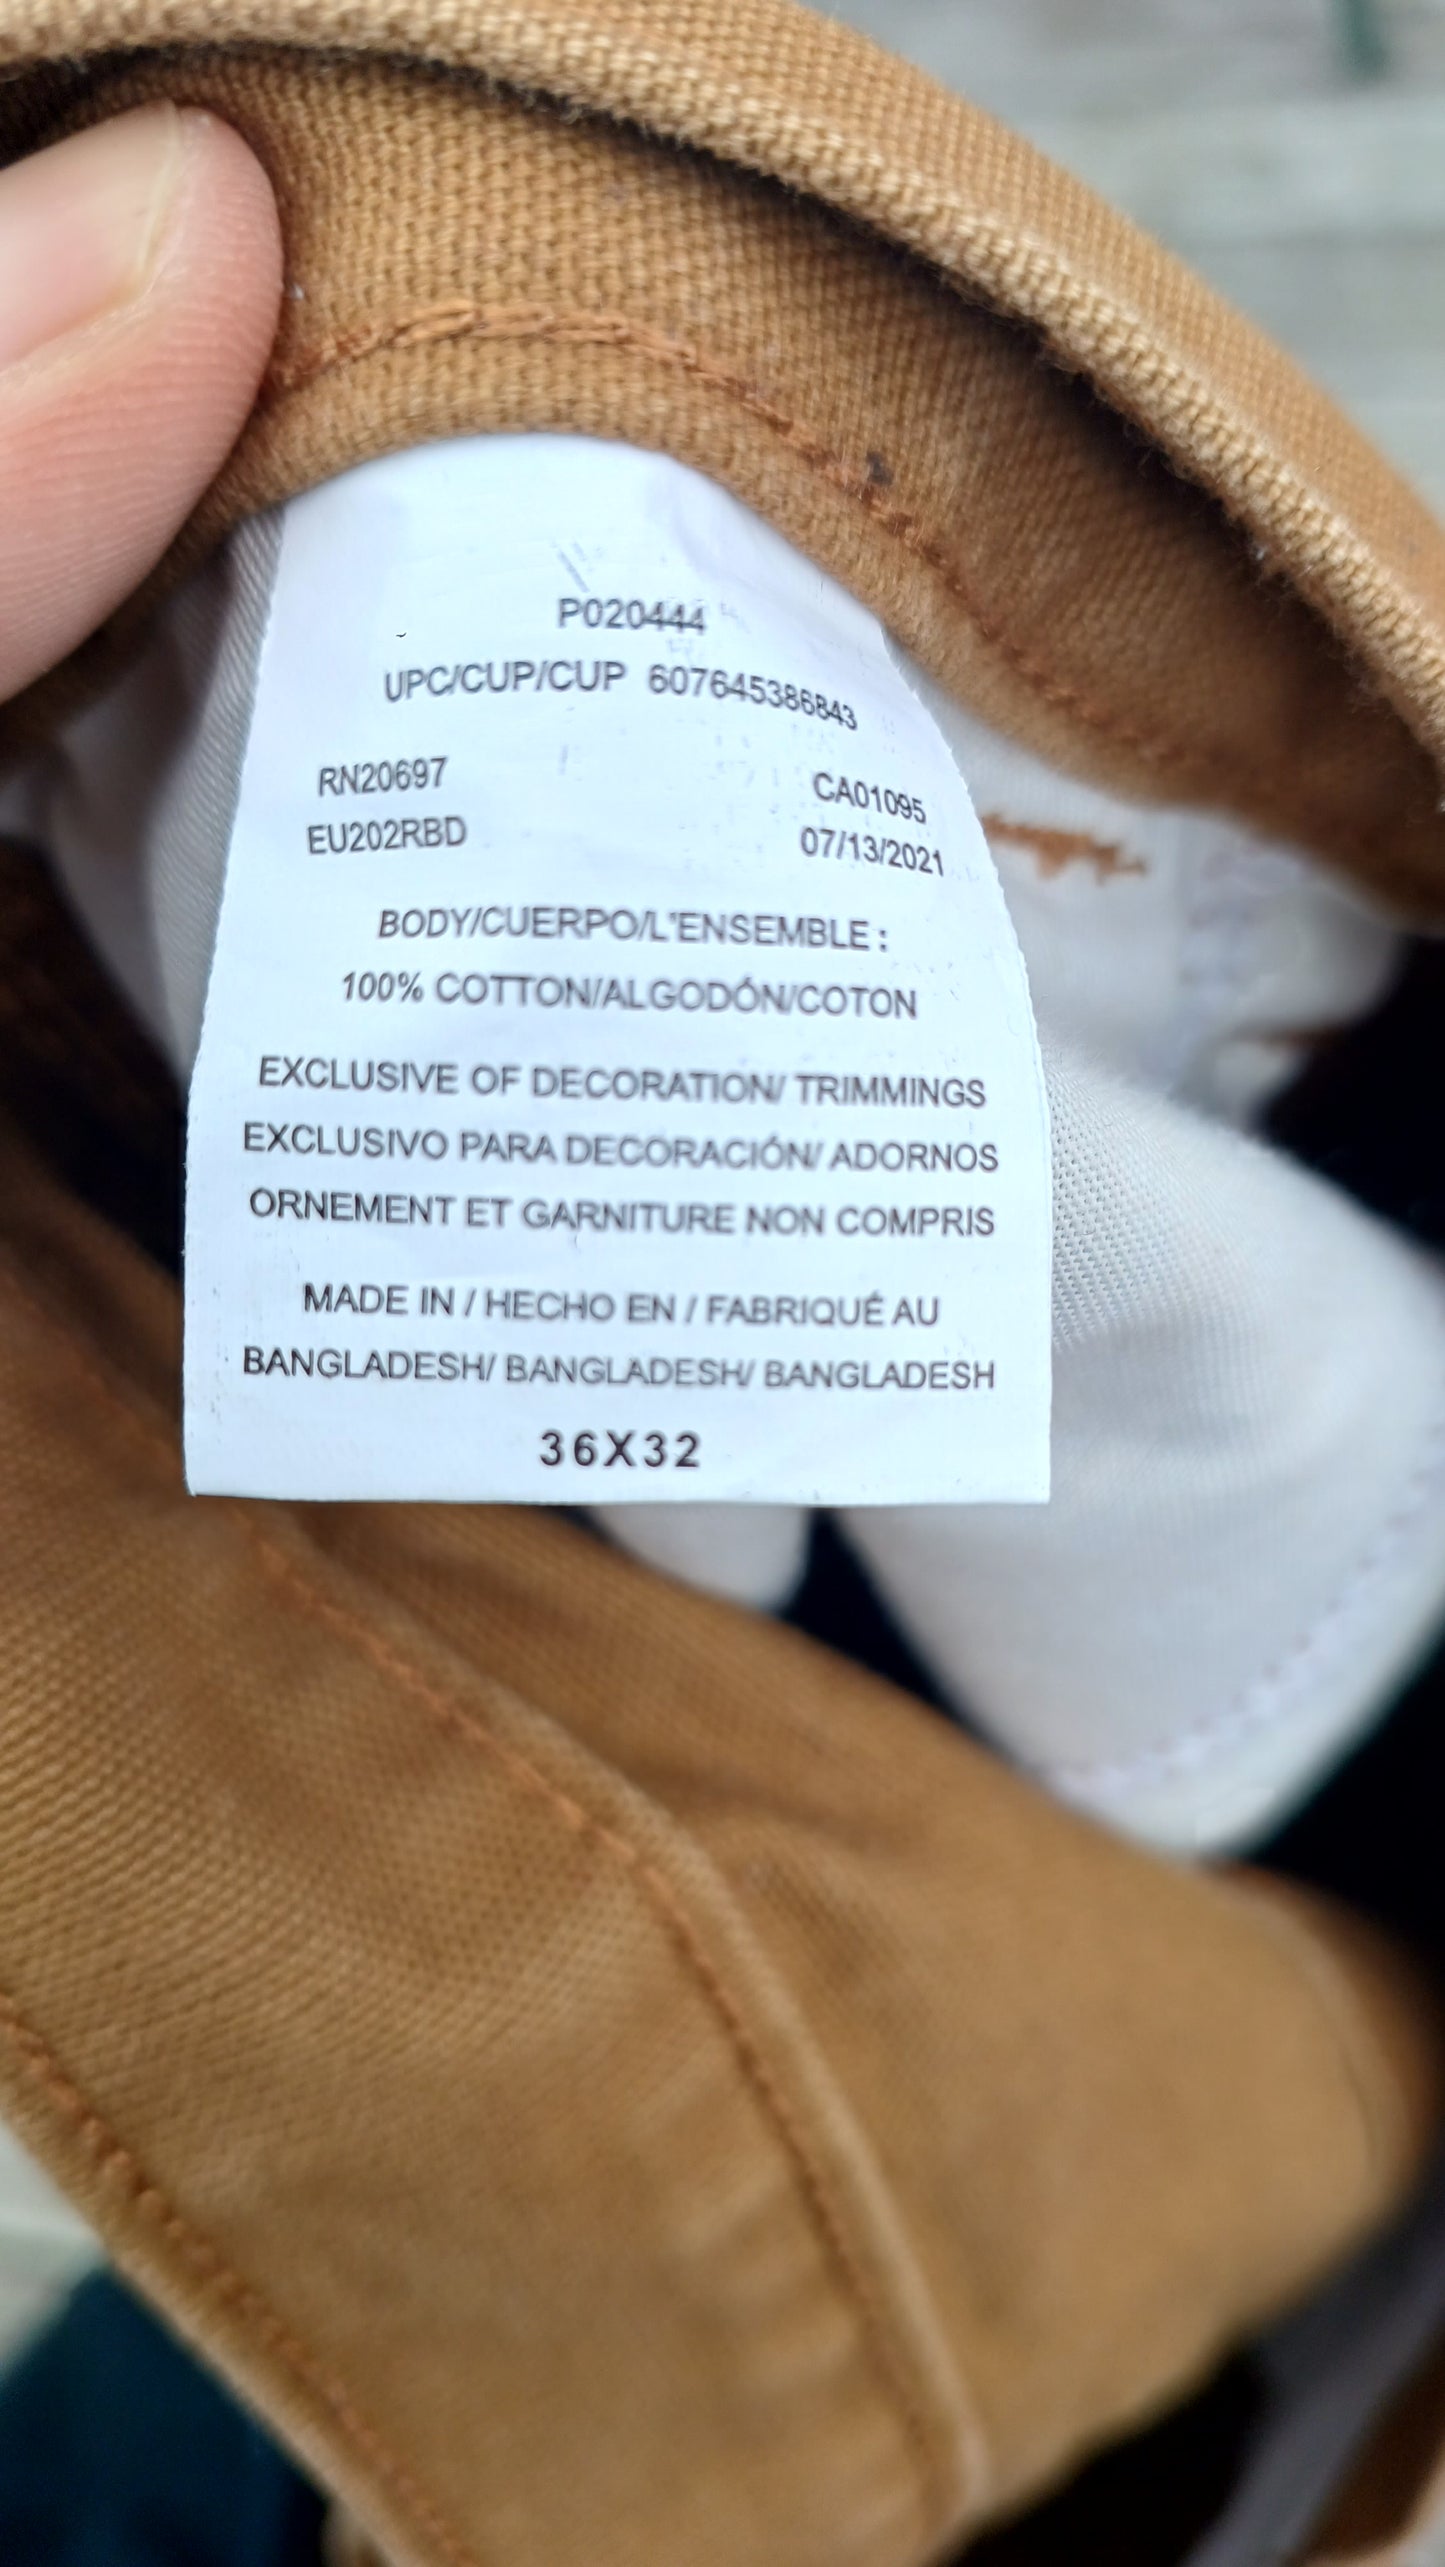 P020444
UPC/CUP/CUP 607645386843
RN20697 CA01095
EU202RBD 07/13/2021
BODY/CUERPO/L'ENSEMBLE :
100% COTTON/ALGODÓN/COTON
EXCLUSIVE OF DECORATION/ TRIMMINGS
EXCLUSIVO PARA DECORACIÓN/ ADORNOS
ORNEMENT ET GARNITURE NON COMPRIS
MADE IN / HECHO EN / FABRIQUÉ AU
BANGLADESH/ BANGLADESH/ BANGLADESH
36X32